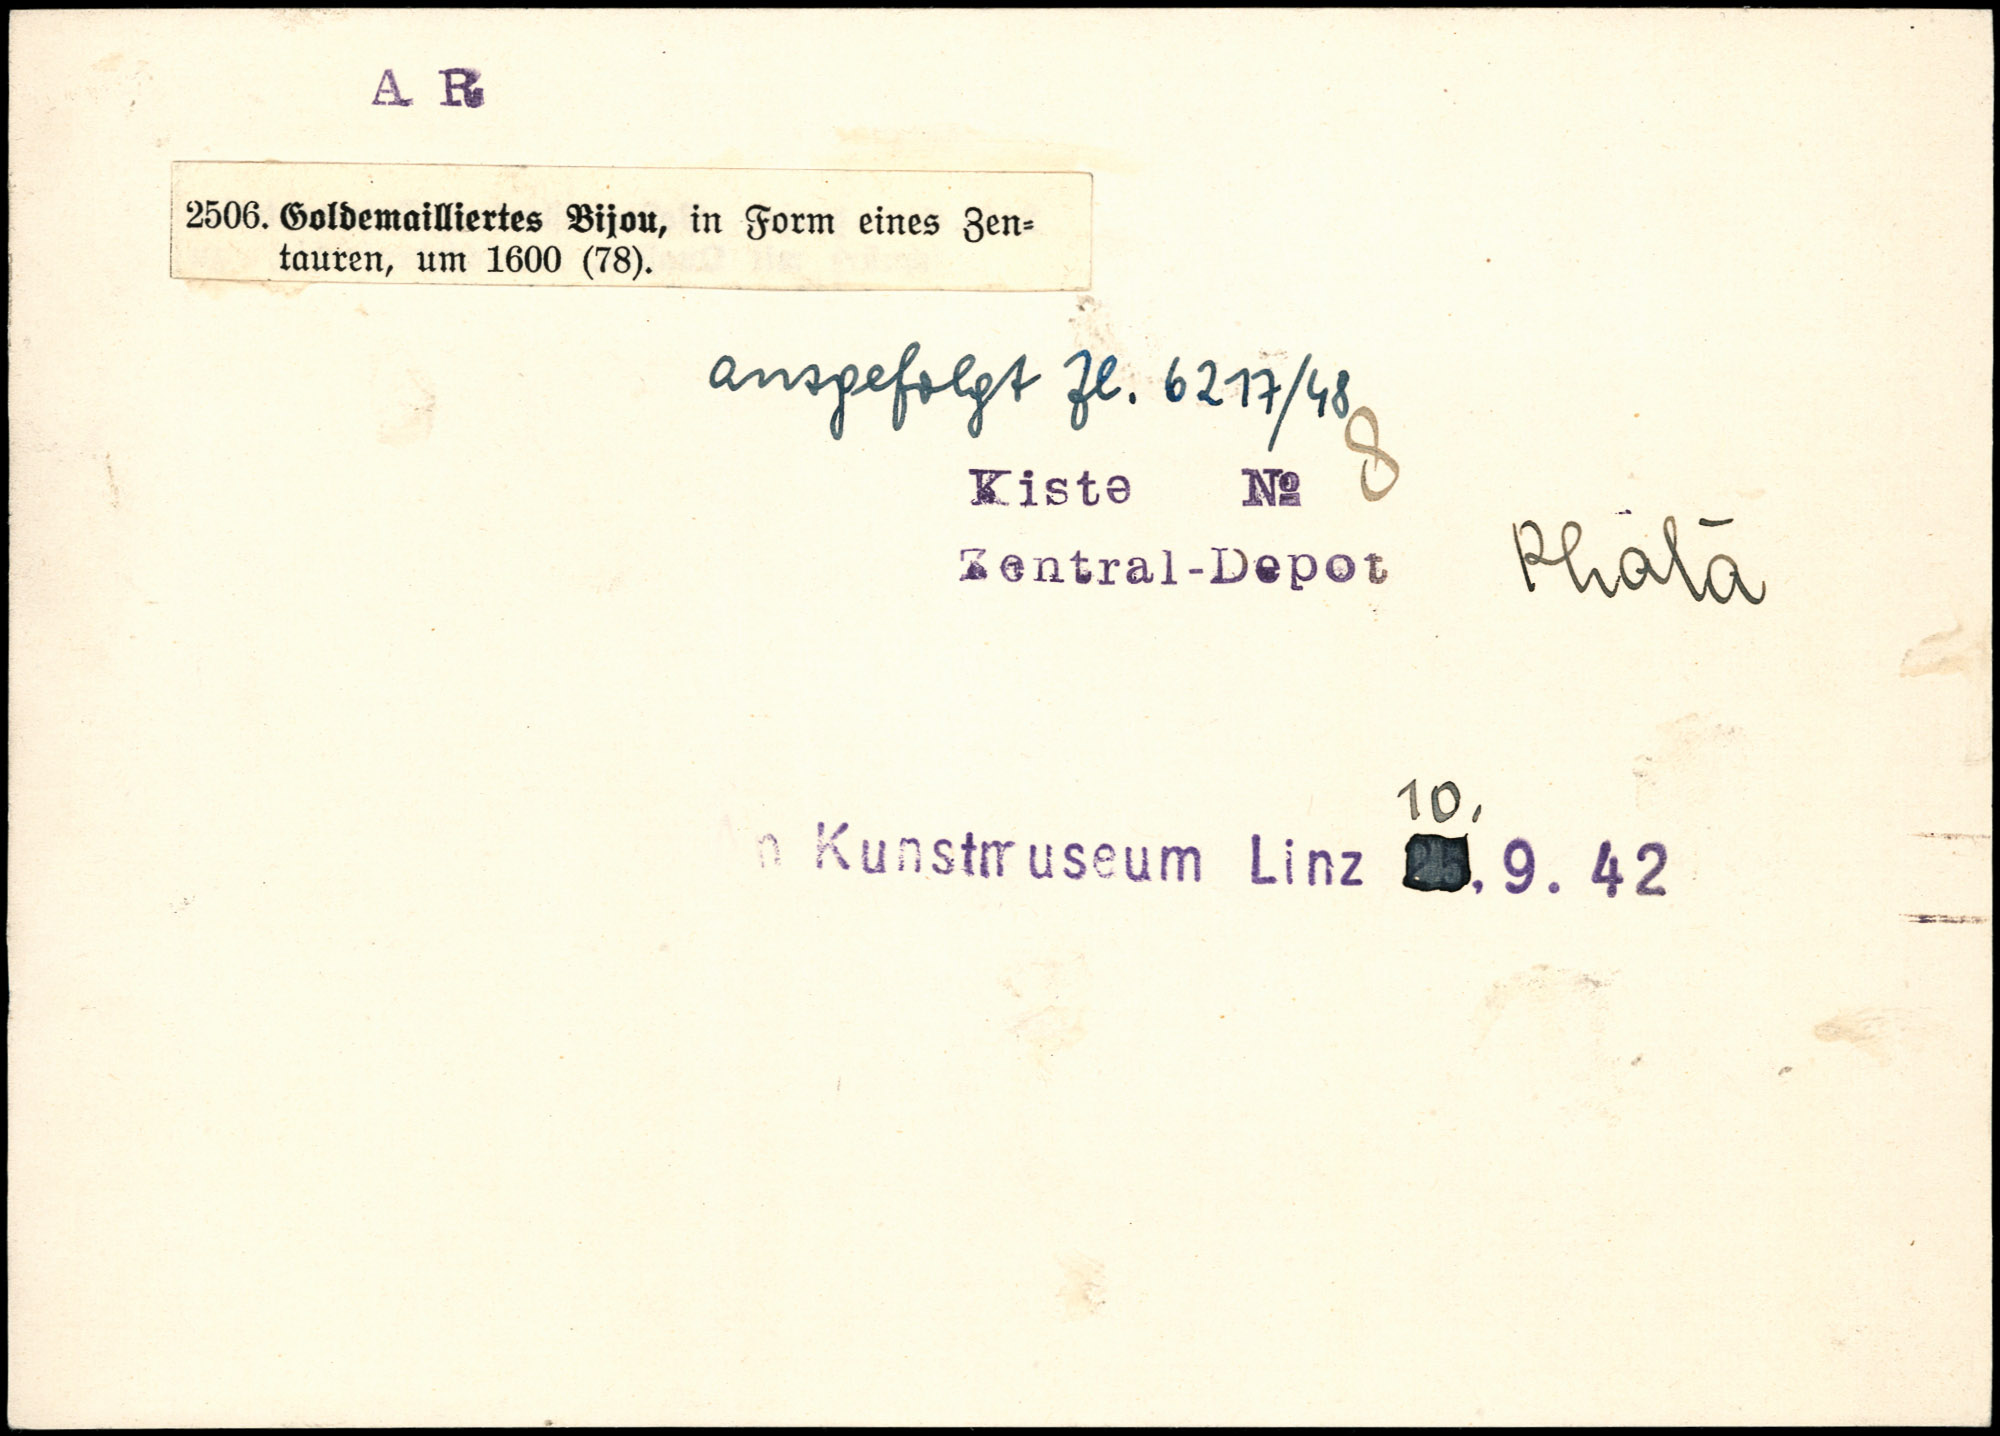 A R
2506. Goldemailliertes Bijou, in Form eines Zen-
tauren, um 1600 (78).
ausgefolgt Zl. 6217/48
Kiste № 8
Zentral-Depot
10.
An Kunstmuseum Linz . 9. 42